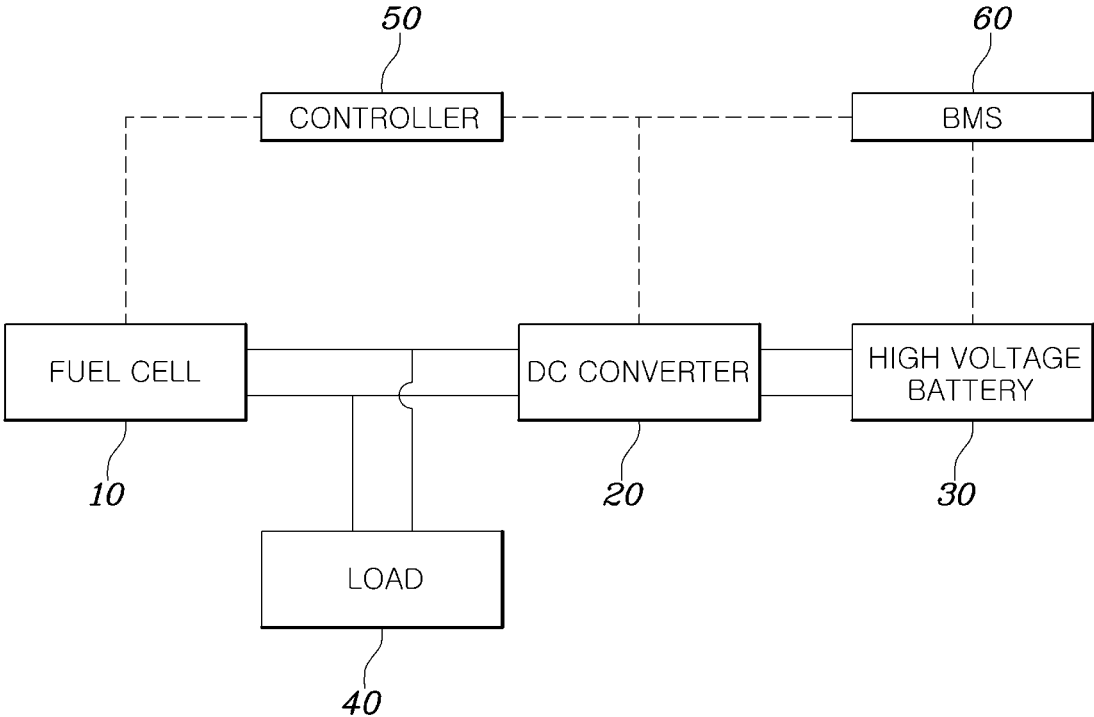 50
60
CONTROLLER
BMS
FUEL CELL
DC CONVERTER
HIGH VOLTAGE
BATTERY
10
20
30
LOAD
40